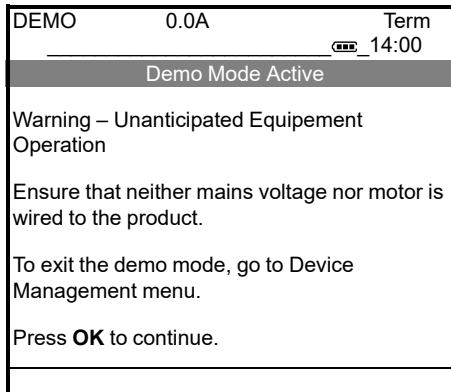 DEMO 0.0A Term
14:00
Demo Mode Active
Warning – Unanticipated Equipement
Operation
Ensure that neither mains voltage nor motor is
wired to the product.
To exit the demo mode, go to Device
Management menu.
Press OK to continue.